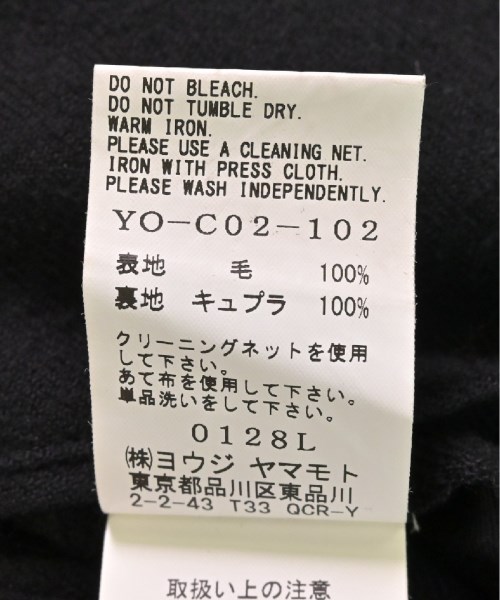 DO NOT BLEACH.
DO NOT TUMBLE DRY.
WARM IRON.
PLEASE USE A CLEANING NET.
IRON WITH PRESS CLOTH.
PLEASE WASH INDEPENDENTLY.
YO-C02-102
表地 毛 100%
裏地 キュプラ 100%
クリーニングネットを使用
して下さい。
あて布を使用して下さい。
単品洗いをして下さい。
0128L
㈱ヨウジ ヤマモト
東京都品川区東品川
2-2-43 T33 QCR-Y
取扱い上の注意